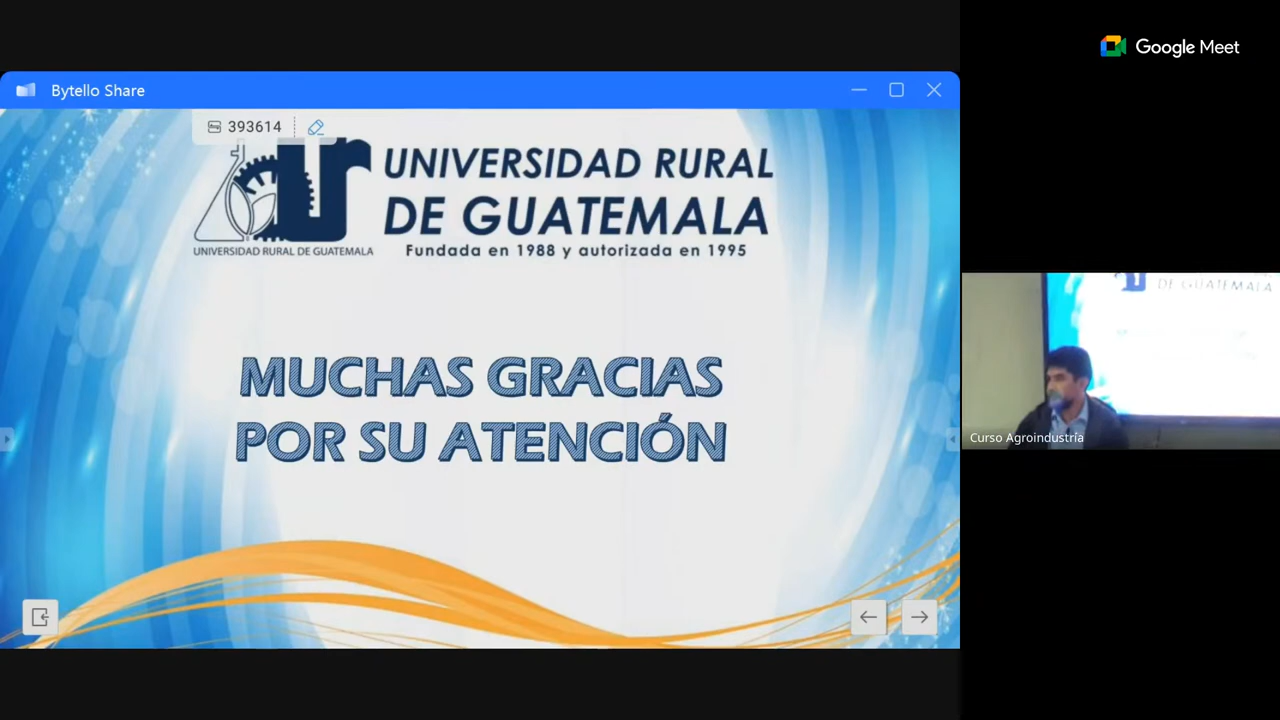 Google Meet
Bytello Share
393614
UNIVERSIDAD RURAL
DE GUATEMALA
UNIVERSIDAD RURAL DE GUATEMALA
Fundada en 1988 y autorizada en 1995
MUCHAS GRACIAS
POR SU ATENCIÓN
DE GUATEMALA
Curso Agroindustría